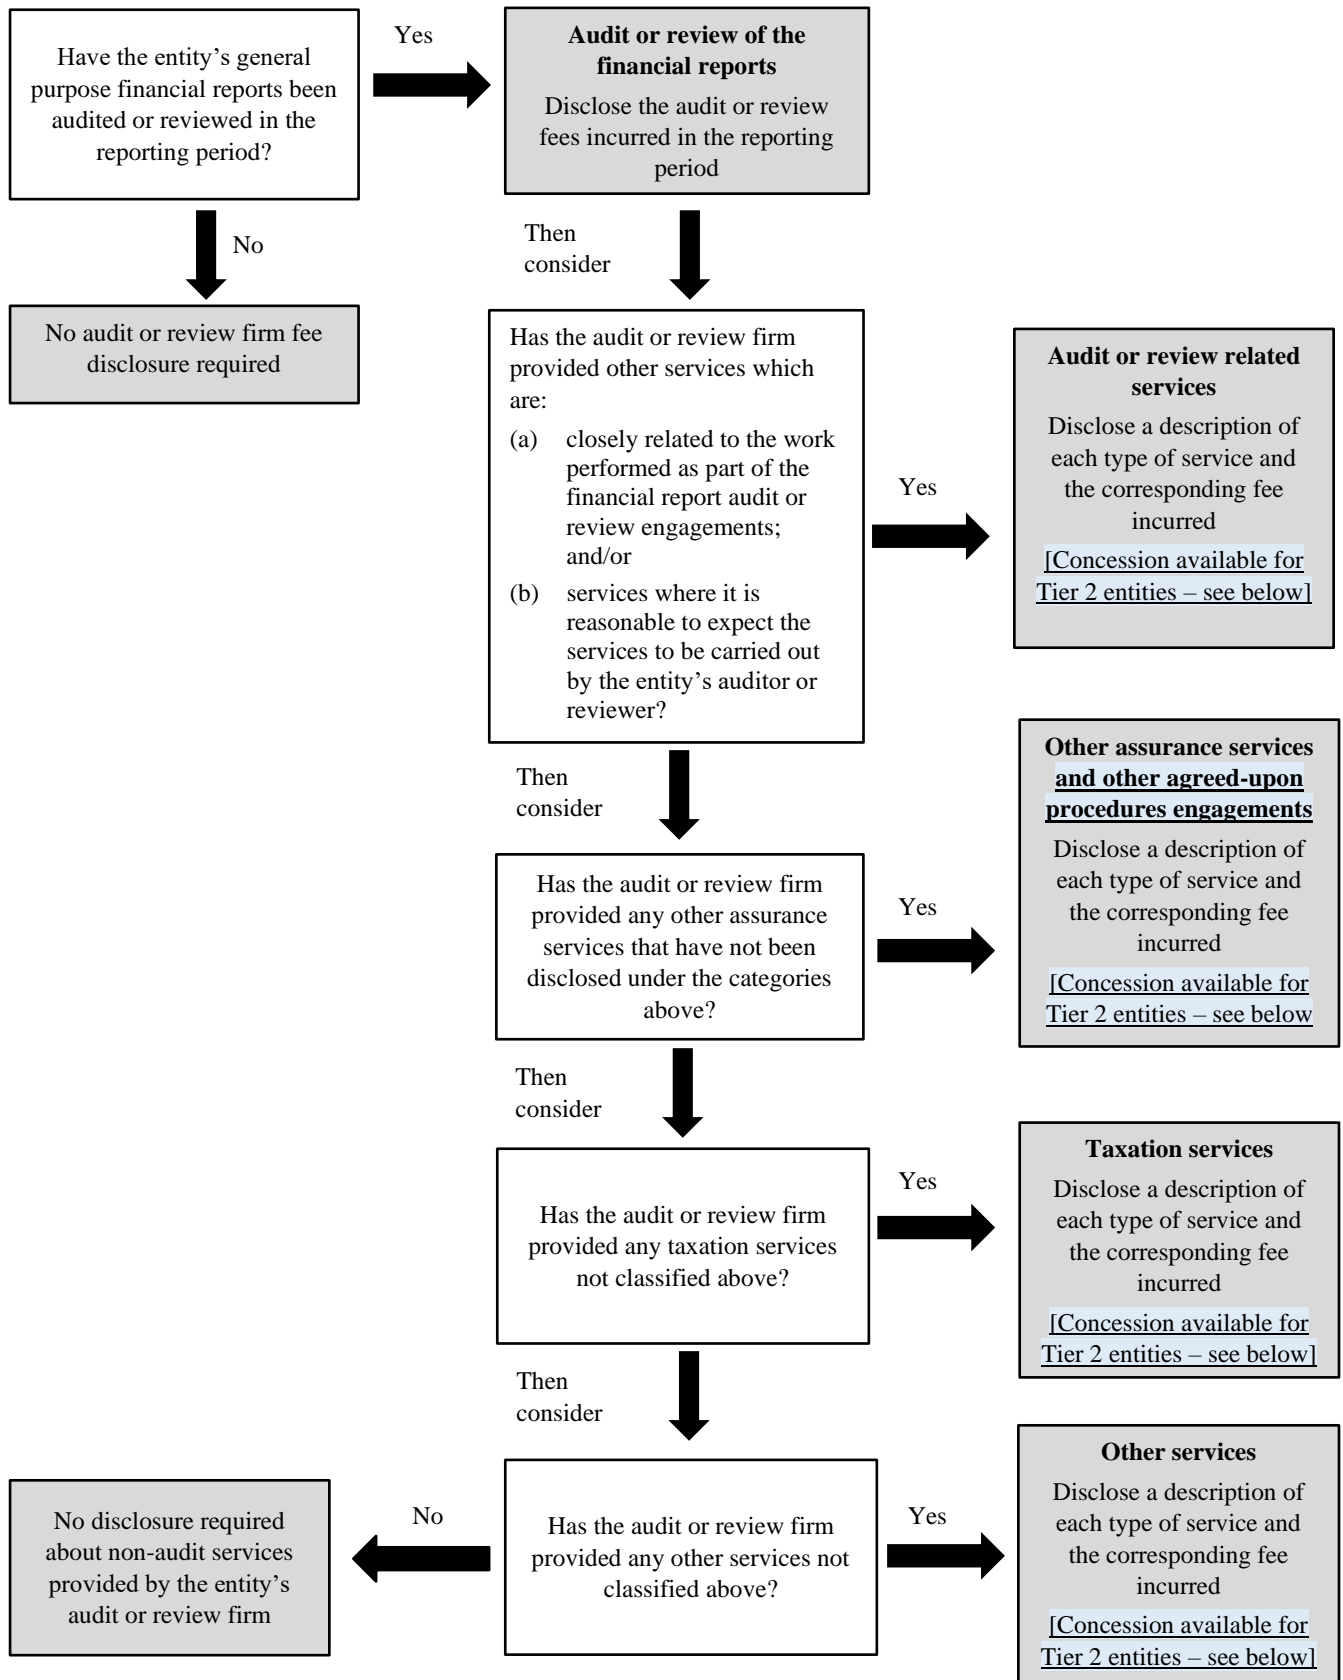 Have the entity’s general
purpose financial reports been
audited or reviewed in the
reporting period?
Yes
Audit or review of the
financial reports
Disclose the audit or review
fees incurred in the reporting
period
No
No audit or review firm fee
disclosure required
Then
consider
Has the audit or review firm
provided other services which
are:
(a) closely related to the work
performed as part of the
financial report audit or
review engagements;
and/or
(b) services where it is
reasonable to expect the
services to be carried out
by the entity’s auditor or
reviewer?
Yes
Audit or review related
services
Disclose a description of
each type of service and
the corresponding fee
incurred
[Concession available for
Tier 2 entities – see below]
Then
consider
Has the audit or review firm
provided any other assurance
services that have not been
disclosed under the categories
above?
Yes
Other assurance services
and other agreed-upon
procedures engagements
Disclose a description of
each type of service and
the corresponding fee
incurred
[Concession available for
Tier 2 entities – see below
Then
consider
Has the audit or review firm
provided any taxation services
not classified above?
Yes
Taxation services
Disclose a description of
each type of service and
the corresponding fee
incurred
[Concession available for
Tier 2 entities – see below]
Then
consider
Has the audit or review firm
provided any other services not
classified above?
No
No disclosure required
about non-audit services
provided by the entity’s
audit or review firm
Yes
Other services
Disclose a description of
each type of service and
the corresponding fee
incurred
[Concession available for
Tier 2 entities – see below]